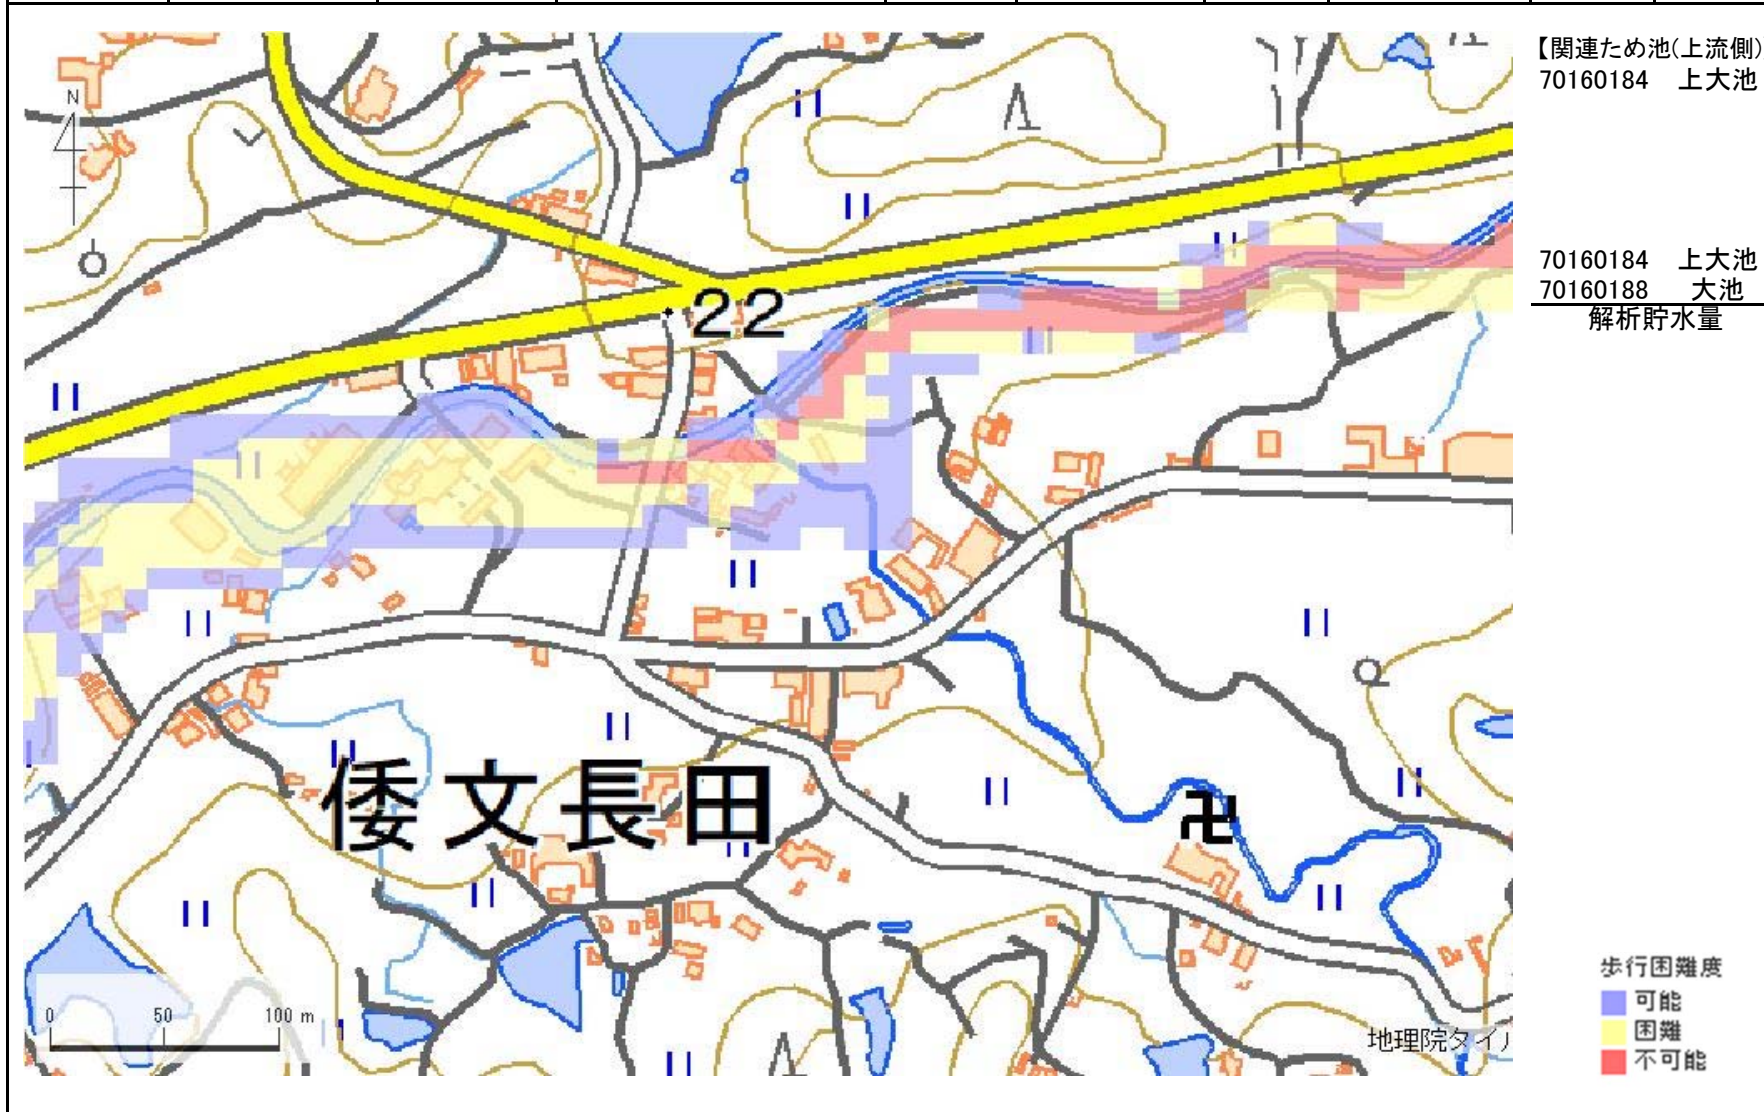 【関連ため池(上流側)
70160184 上大池
70160184 上大池
70160188 大池
解析貯水量
N
22
倭文長田
0 50 100 m
地理院タイ
歩行困難度
可能
困難
不可能